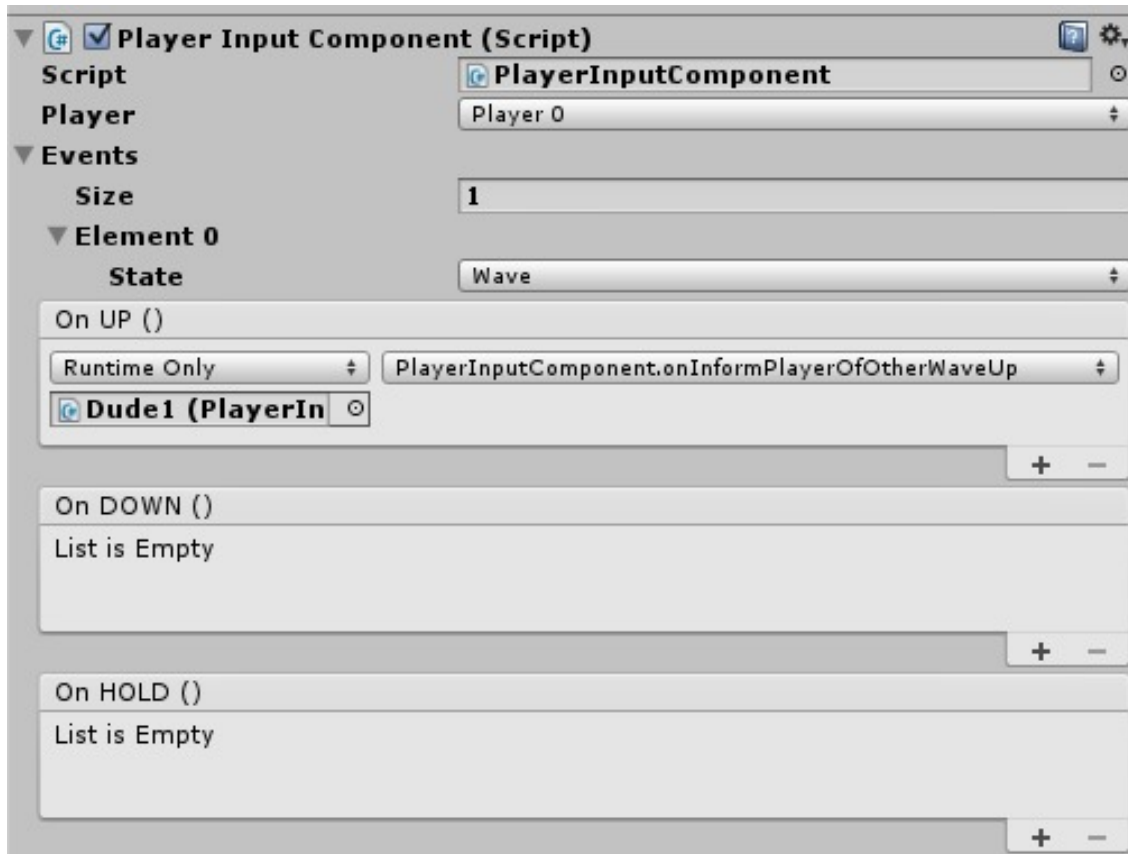 Player Input Component (Script)
Script PlayerInputComponent
Player Player 0
Events
Size 1
Element 0
State Wave
On UP ()
Runtime Only PlayerInputComponent.onInformPlayerOfOtherWaveUp
Dude1 (PlayerIn
+ −
On DOWN ()
List is Empty
+ −
On HOLD ()
List is Empty
+ −